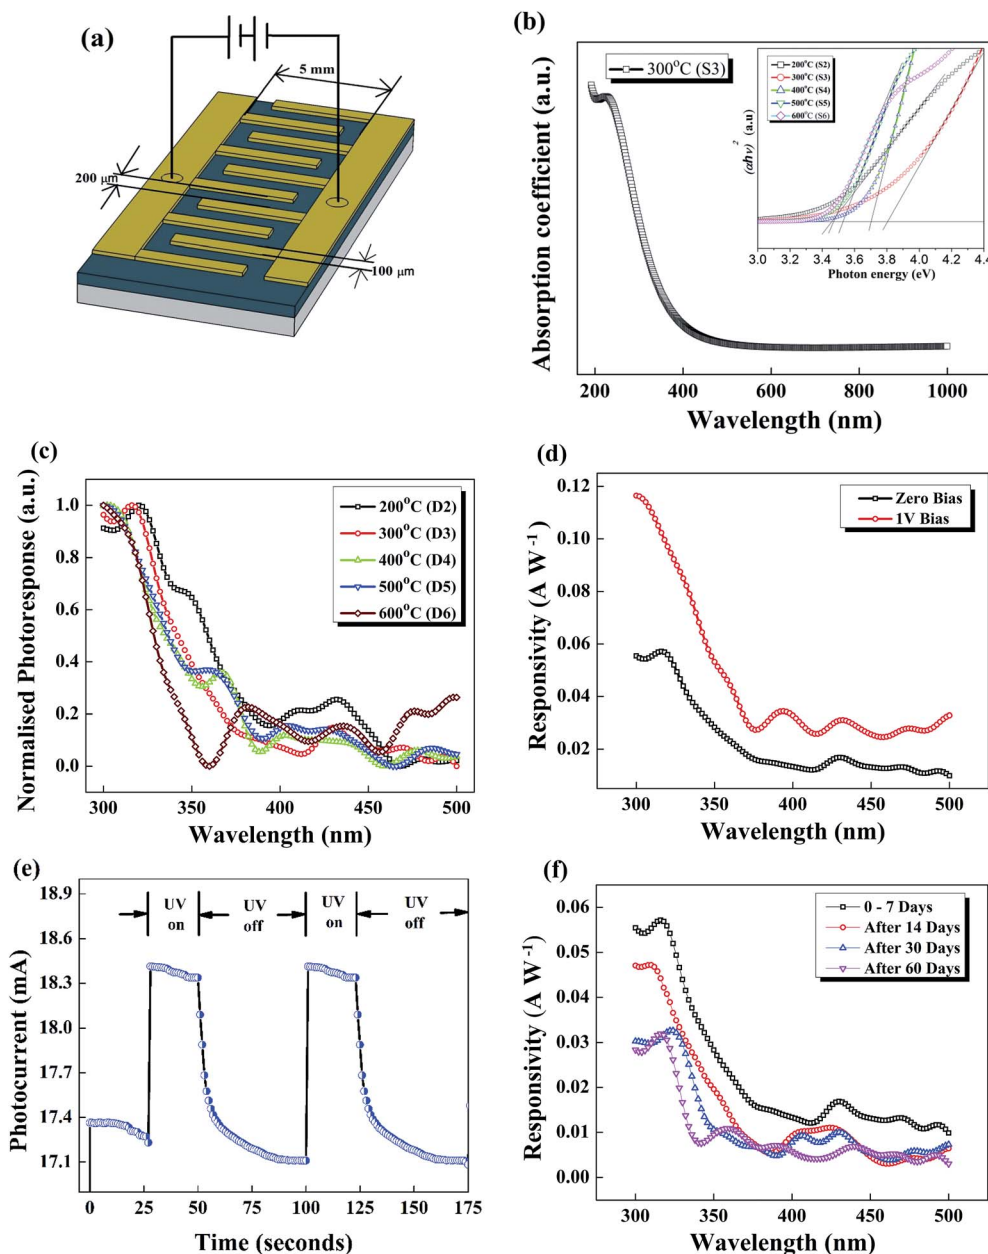 (a)
5 mm
200 μm
100 μm
(b)
Absorption coefficient (a.u.)
300°C (S3)
200 400 600 800 1000
Wavelength (nm)
(αhν)² (a.u)
200°C (S2)
300°C (S3)
400°C (S4)
500°C (S5)
600°C (S6)
3.0 3.2 3.4 3.6 3.8 4.0 4.2 4.4
Photon energy (eV)
(c)
Normalised Photoresponse (a.u.)
1.0
0.8
0.6
0.4
0.2
0.0
200°C (D2)
300°C (D3)
400°C (D4)
500°C (D5)
600°C (D6)
300 350 400 450 500
Wavelength (nm)
(d)
Responsivity (A W⁻¹)
0.12
0.10
0.08
0.06
0.04
0.02
Zero Bias
1V Bias
300 350 400 450 500
Wavelength (nm)
(e)
Photocurrent (mA)
18.9
18.6
18.3
18.0
17.7
17.4
17.1
UV UV UV UV
on off on off
0 25 50 75 100 125 150 175
Time (seconds)
(f)
Responsivity (A W⁻¹)
0.06
0.05
0.04
0.03
0.02
0.01
0.00
0 - 7 Days
After 14 Days
After 30 Days
After 60 Days
300 350 400 450 500
Wavelength (nm)